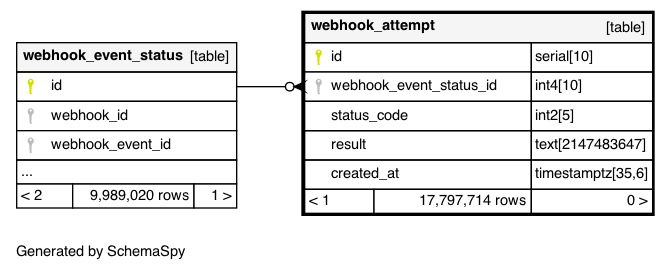 webhook_event_status [table]
id
webhook_id
webhook_event_id
...
< 2 9,989,020 rows 1 >
webhook_attempt [table]
id serial[10]
webhook_event_status_id int4[10]
status_code int2[5]
result text[2147483647]
created_at timestamptz[35,6]
< 1 17,797,714 rows 0 >
Generated by SchemaSpy